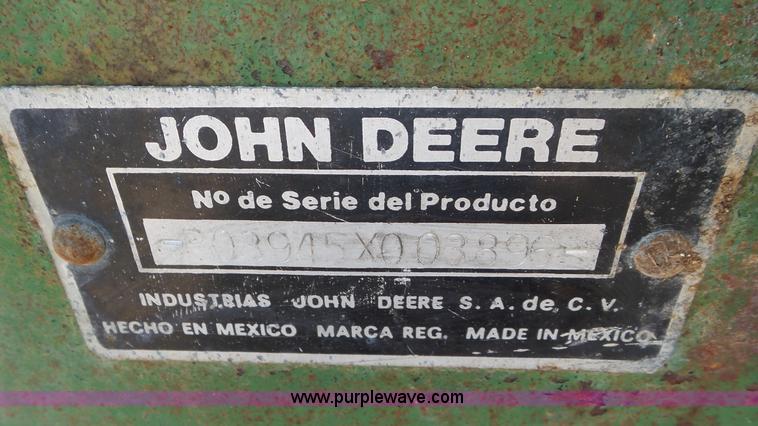 JOHN DEERE
Nº de Serie del Producto
INDUSTRIAS JOHN DEERE S. A. de C. V.
HECHO EN MEXICO MARCA REG. MADE IN MEXICO
www.purplewave.com